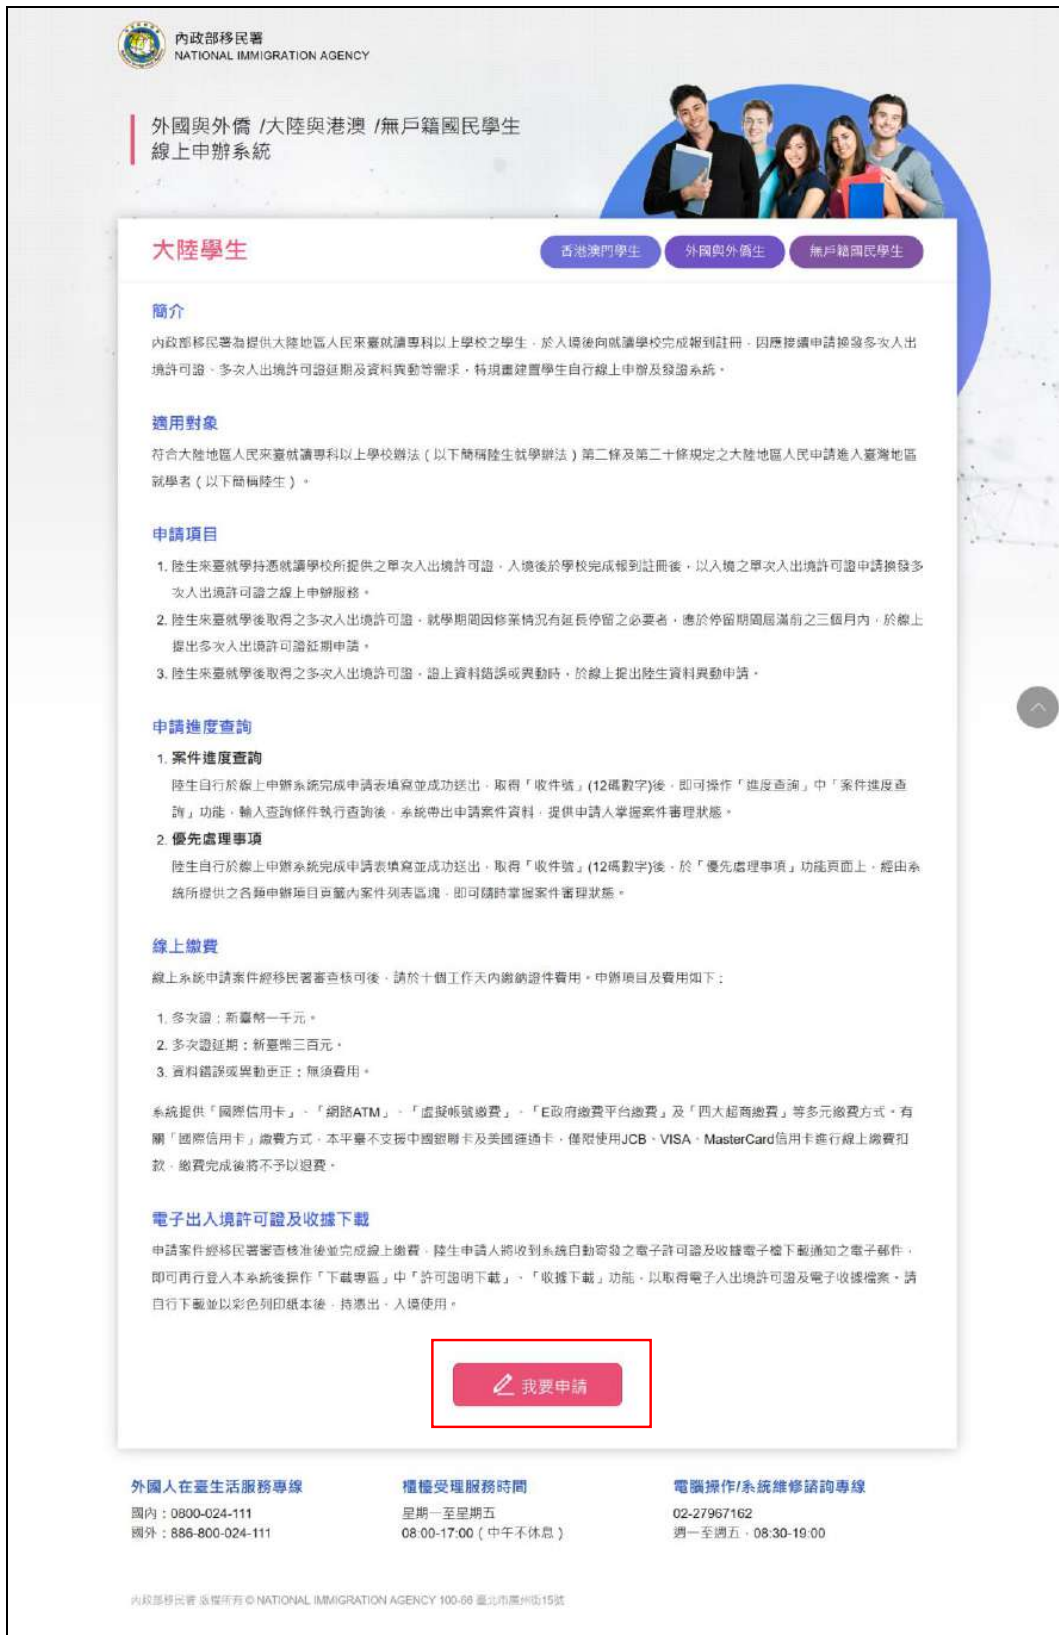 內政部移民署
NATIONAL IMMIGRATION AGENCY
外國與外僑 /大陸與港澳 /無戶籍國民學生
線上申辦系統
大陸學生
香港澳門學生
外國與外僑生
無戶籍國民學生
簡介
內政部移民署為提供大陸地區人民來臺就讀專科以上學校之學生，於入境後向就讀學校完成報到註冊，因應接續申請換發多次入出
境許可證、多次入出境許可證延期及資料異動等需求，特規畫建置學生自行線上申辦及發證系統。
適用對象
符合大陸地區人民來臺就讀專科以上學校辦法（以下簡稱陸生就學辦法）第二條及第二十條規定之大陸地區人民申請進入臺灣地區
就學者（以下簡稱陸生）。
申請項目
1. 陸生來臺就學持憑就讀學校所提供之單次入出境許可證，入境後於學校完成報到註冊後，以入境之單次入出境許可證申請換發多
次入出境許可證之線上申辦服務。
2. 陸生來臺就學後取得之多次入出境許可證，就學期間因修業情況有延長停留之必要者，應於停留期間屆滿前之三個月內，於線上
提出多次入出境許可證延期申請。
3. 陸生來臺就學後取得之多次入出境許可證，證上資料錯誤或異動時，於線上提出陸生資料異動申請。
申請進度查詢
1. 案件進度查詢
陸生自行於線上申辦系統完成申請表填寫並成功送出，取得「收件號」(12碼數字)後，即可操作「進度查詢」中「案件進度查
詢」功能，輸入查詢條件執行查詢後，系統帶出申請案件資料，提供申請人掌握案件審理狀態。
2. 優先處理事項
陸生自行於線上申辦系統完成申請表填寫並成功送出，取得「收件號」(12碼數字)後，於「優先處理事項」功能頁面上，經由系
統所提供之各類申辦項目頁籤內案件列表區塊，即可隨時掌握案件審理狀態。
線上繳費
線上系統申請案件經移民署審查核可後，請於十個工作天內繳納證件費用。申辦項目及費用如下：
1. 多次證：新臺幣一千元。
2. 多次證延期：新臺幣三百元。
3. 資料錯誤或異動更正：無須費用。
系統提供「國際信用卡」、「網路ATM」、「虛擬帳號繳費」、「E政府繳費平台繳費」及「四大超商繳費」等多元繳費方式。有
關「國際信用卡」繳費方式，本平臺不支援中國銀聯卡及美國運通卡，僅限使用JCB、VISA、MasterCard信用卡進行線上繳費扣
款，繳費完成後將不予以退費。
電子出入境許可證及收據下載
申請案件經移民署審查核准後並完成線上繳費，陸生申請人將收到系統自動寄發之電子許可證及收據電子檔下載通知之電子郵件，
即可再行登入本系統後操作「下載專區」中「許可證明下載」、「收據下載」功能，以取得電子入出境許可證及電子收據檔案。請
自行下載並以彩色列印紙本後，持憑出、入境使用。
我要申請
外國人在臺生活服務專線
國內：0800-024-111
國外：886-800-024-111
櫃檯受理服務時間
星期一至星期五
08:00-17:00（中午不休息）
電腦操作/系統維修諮詢專線
02-27967162
週一至週五，08:30-19:00
內政部移民署 版權所有 © NATIONAL IMMIGRATION AGENCY 100-66 臺北市廣州街15號